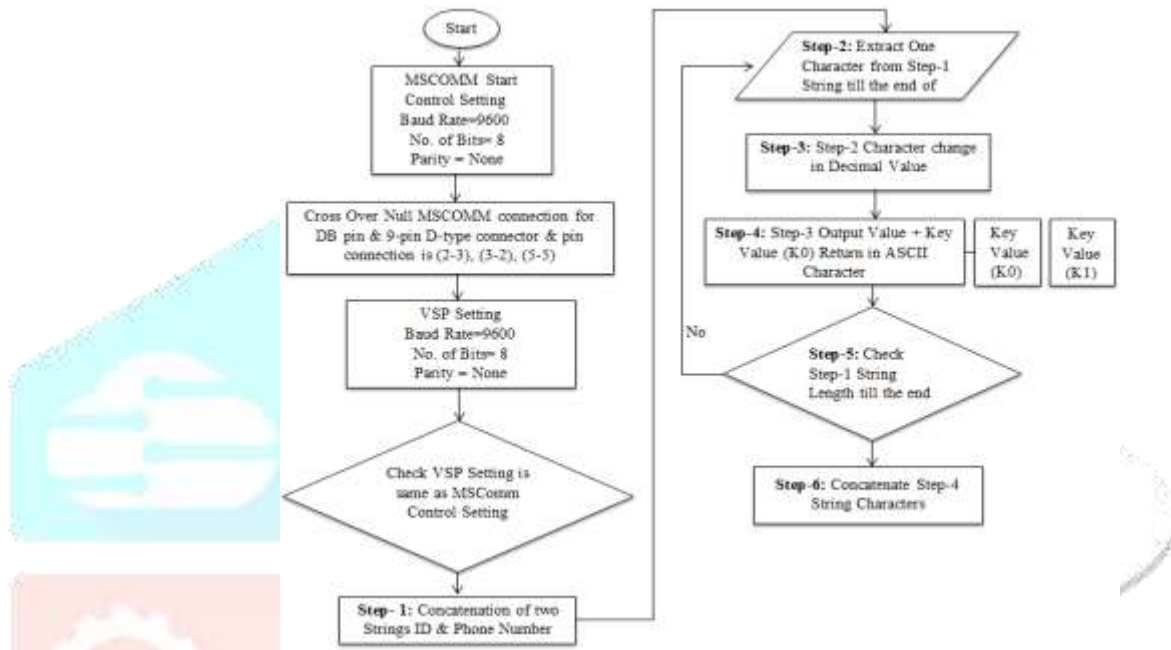 Start
MSCOMM Start
Control Setting
Baud Rate=9600
No. of Bits= 8
Parity = None
Cross Over Null MSCOMM connection for
DB pin & 9-pin D-type connector & pin
connection is (2-3), (3-2), (5-5)
VSP Setting
Baud Rate=9600
No. of Bits= 8
Parity = None
Check VSP Setting is
same as MSComm
Control Setting
Step- 1: Concatenation of two
Strings ID & Phone Number
Step-2: Extract One
Character from Step-1
String till the end of
Step-3: Step-2 Character change
in Decimal Value
Step-4: Step-3 Output Value + Key
Value (K0) Return in ASCII
Character
Key
Value
(K0)
Key
Value
(K1)
No
Step-5: Check
Step-1 String
Length till the end
Step-6: Concatenate Step-4
String Characters